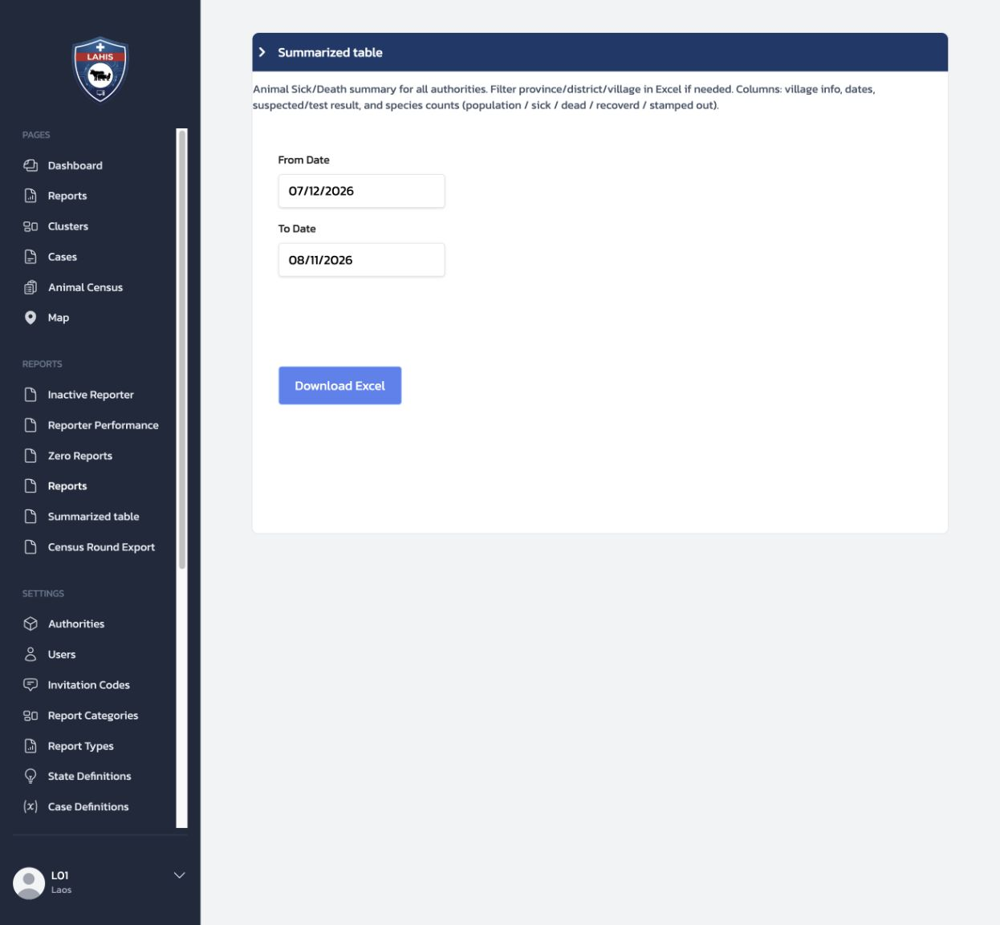 LAHIS
PAGES
Dashboard
Reports
Clusters
Cases
Animal Census
Map
REPORTS
Inactive Reporter
Reporter Performance
Zero Reports
Reports
Summarized table
Census Round Export
SETTINGS
Authorities
Users
Invitation Codes
Report Categories
Report Types
State Definitions
(x) Case Definitions
L01
Laos
Summarized table
Animal Sick/Death summary for all authorities. Filter province/district/village in Excel if needed. Columns: village info, dates,
suspected/test result, and species counts (population / sick / dead / recoverd / stamped out).
From Date
07/12/2026
To Date
08/11/2026
Download Excel